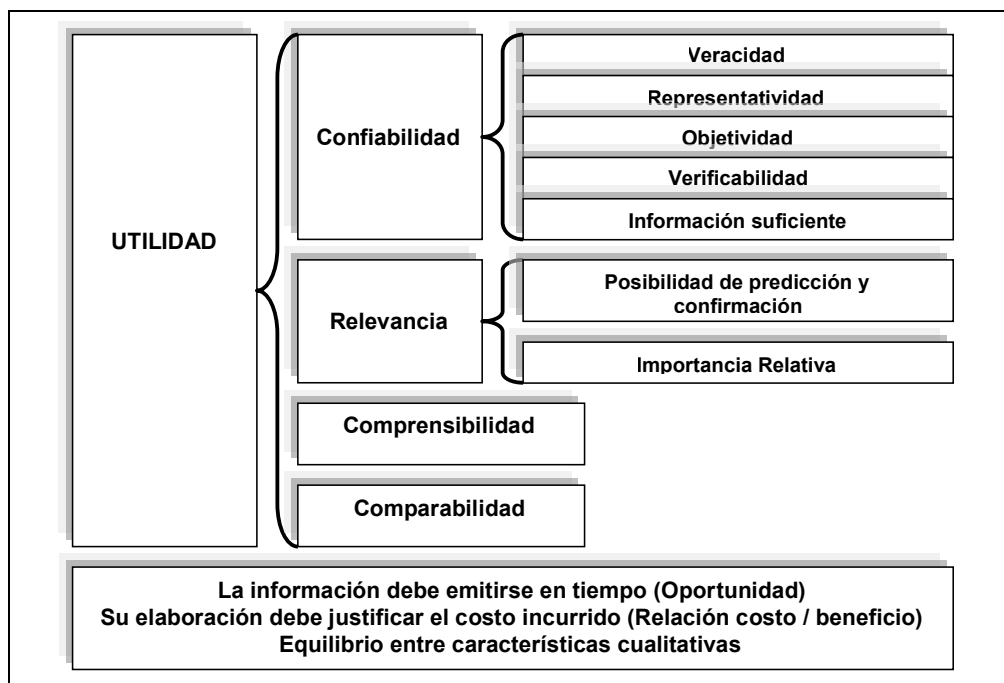 UTILIDAD
Confiabilidad
Veracidad
Representatividad
Objetividad
Verificabilidad
Información suficiente
Relevancia
Posibilidad de predicción y
confirmación
Importancia Relativa
Comprensibilidad
Comparabilidad
La información debe emitirse en tiempo (Oportunidad)
Su elaboración debe justificar el costo incurrido (Relación costo / beneficio)
Equilibrio entre características cualitativas